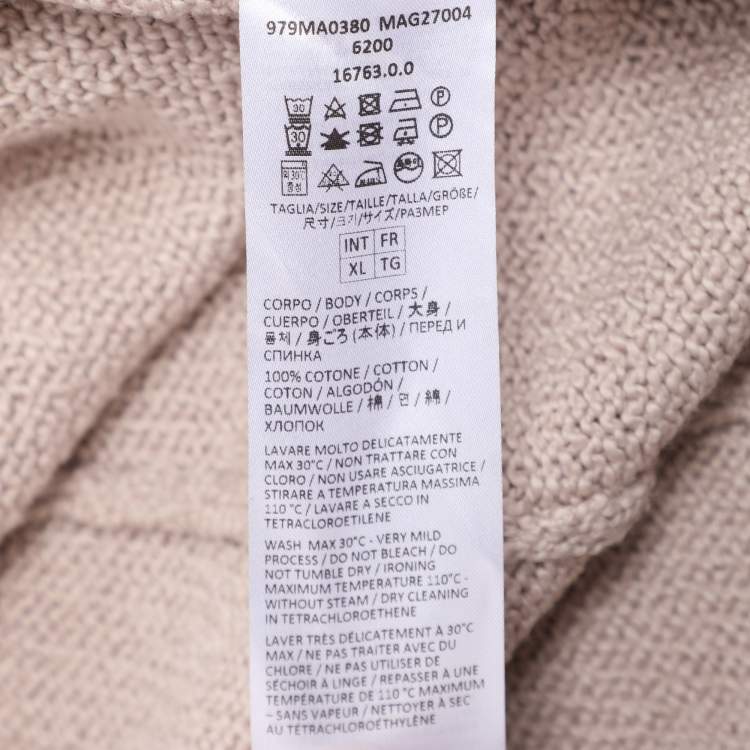 979MA0380 MAG27004
6200
16763.0.0
30
P
30
P
약 30°C
중성
TAGLIA/SIZE/TAILLE/TALLA/GRÖßE/
尺寸/크기/サイズ/РАЗМЕР
INT FR
XL TG
CORPO / BODY / CORPS /
CUERPO / OBERTEIL / 大身 /
몸체 / 身ごろ (本体) / ПЕРЕД И
СПИНКА
100% COTONE / COTTON /
COTON / ALGODÓN /
BAUMWOLLE / 棉 / 면 / 綿 /
ХЛОПОК
LAVARE MOLTO DELICATAMENTE
MAX 30°C / NON TRATTARE CON
CLORO / NON USARE ASCIUGATRICE /
STIRARE A TEMPERATURA MASSIMA
110 °C / LAVARE A SECCO IN
TETRACLOROETILENE
WASH MAX 30°C - VERY MILD
PROCESS / DO NOT BLEACH / DO
NOT TUMBLE DRY / IRONING
MAXIMUM TEMPERATURE 110°C -
WITHOUT STEAM / DRY CLEANING
IN TETRACHLOROETHENE
LAVER TRÈS DÉLICATEMENT À 30°C
MAX / NE PAS TRAITER AVEC DU
CHLORE / NE PAS UTILISER DE
SÉCHOIR À LINGE / REPASSER À UNE
TEMPÉRATURE DE 110 °C MAXIMUM
– SANS VAPEUR / NETTOYER À SEC
AU TÉTRACHLOROÉTHYLÈNE